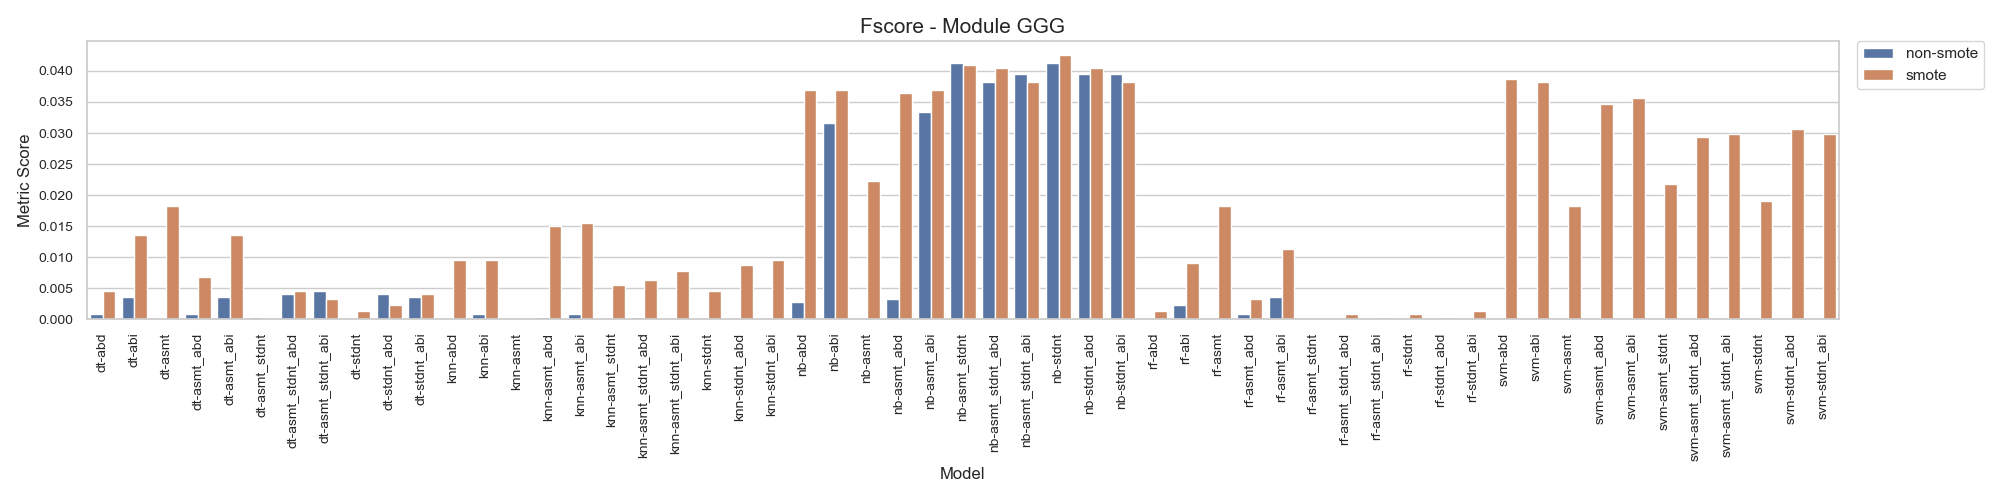 Fscore - Module GGG
non-smote
smote
Metric Score
0.040
0.035
0.030
0.025
0.020
0.015
0.010
0.005
0.000
dt-abd
dt-abi
dt-asmt
dt-asmt_abd
dt-asmt_abi
dt-asmt_stdnt
dt-asmt_stdnt_abd
dt-asmt_stdnt_abi
dt-stdnt
dt-stdnt_abd
dt-stdnt_abi
knn-abd
knn-abi
knn-asmt
knn-asmt_abd
knn-asmt_abi
knn-asmt_stdnt
knn-asmt_stdnt_abd
knn-asmt_stdnt_abi
knn-stdnt
knn-stdnt_abd
knn-stdnt_abi
nb-abd
nb-abi
nb-asmt
nb-asmt_abd
nb-asmt_abi
nb-asmt_stdnt
nb-asmt_stdnt_abd
nb-asmt_stdnt_abi
nb-stdnt
nb-stdnt_abd
nb-stdnt_abi
rf-abd
rf-abi
rf-asmt
rf-asmt_abd
rf-asmt_abi
rf-asmt_stdnt
rf-asmt_stdnt_abd
rf-asmt_stdnt_abi
rf-stdnt
rf-stdnt_abd
rf-stdnt_abi
svm-abd
svm-abi
svm-asmt
svm-asmt_abd
svm-asmt_abi
svm-asmt_stdnt
svm-asmt_stdnt_abd
svm-asmt_stdnt_abi
svm-stdnt
svm-stdnt_abd
svm-stdnt_abi
Model